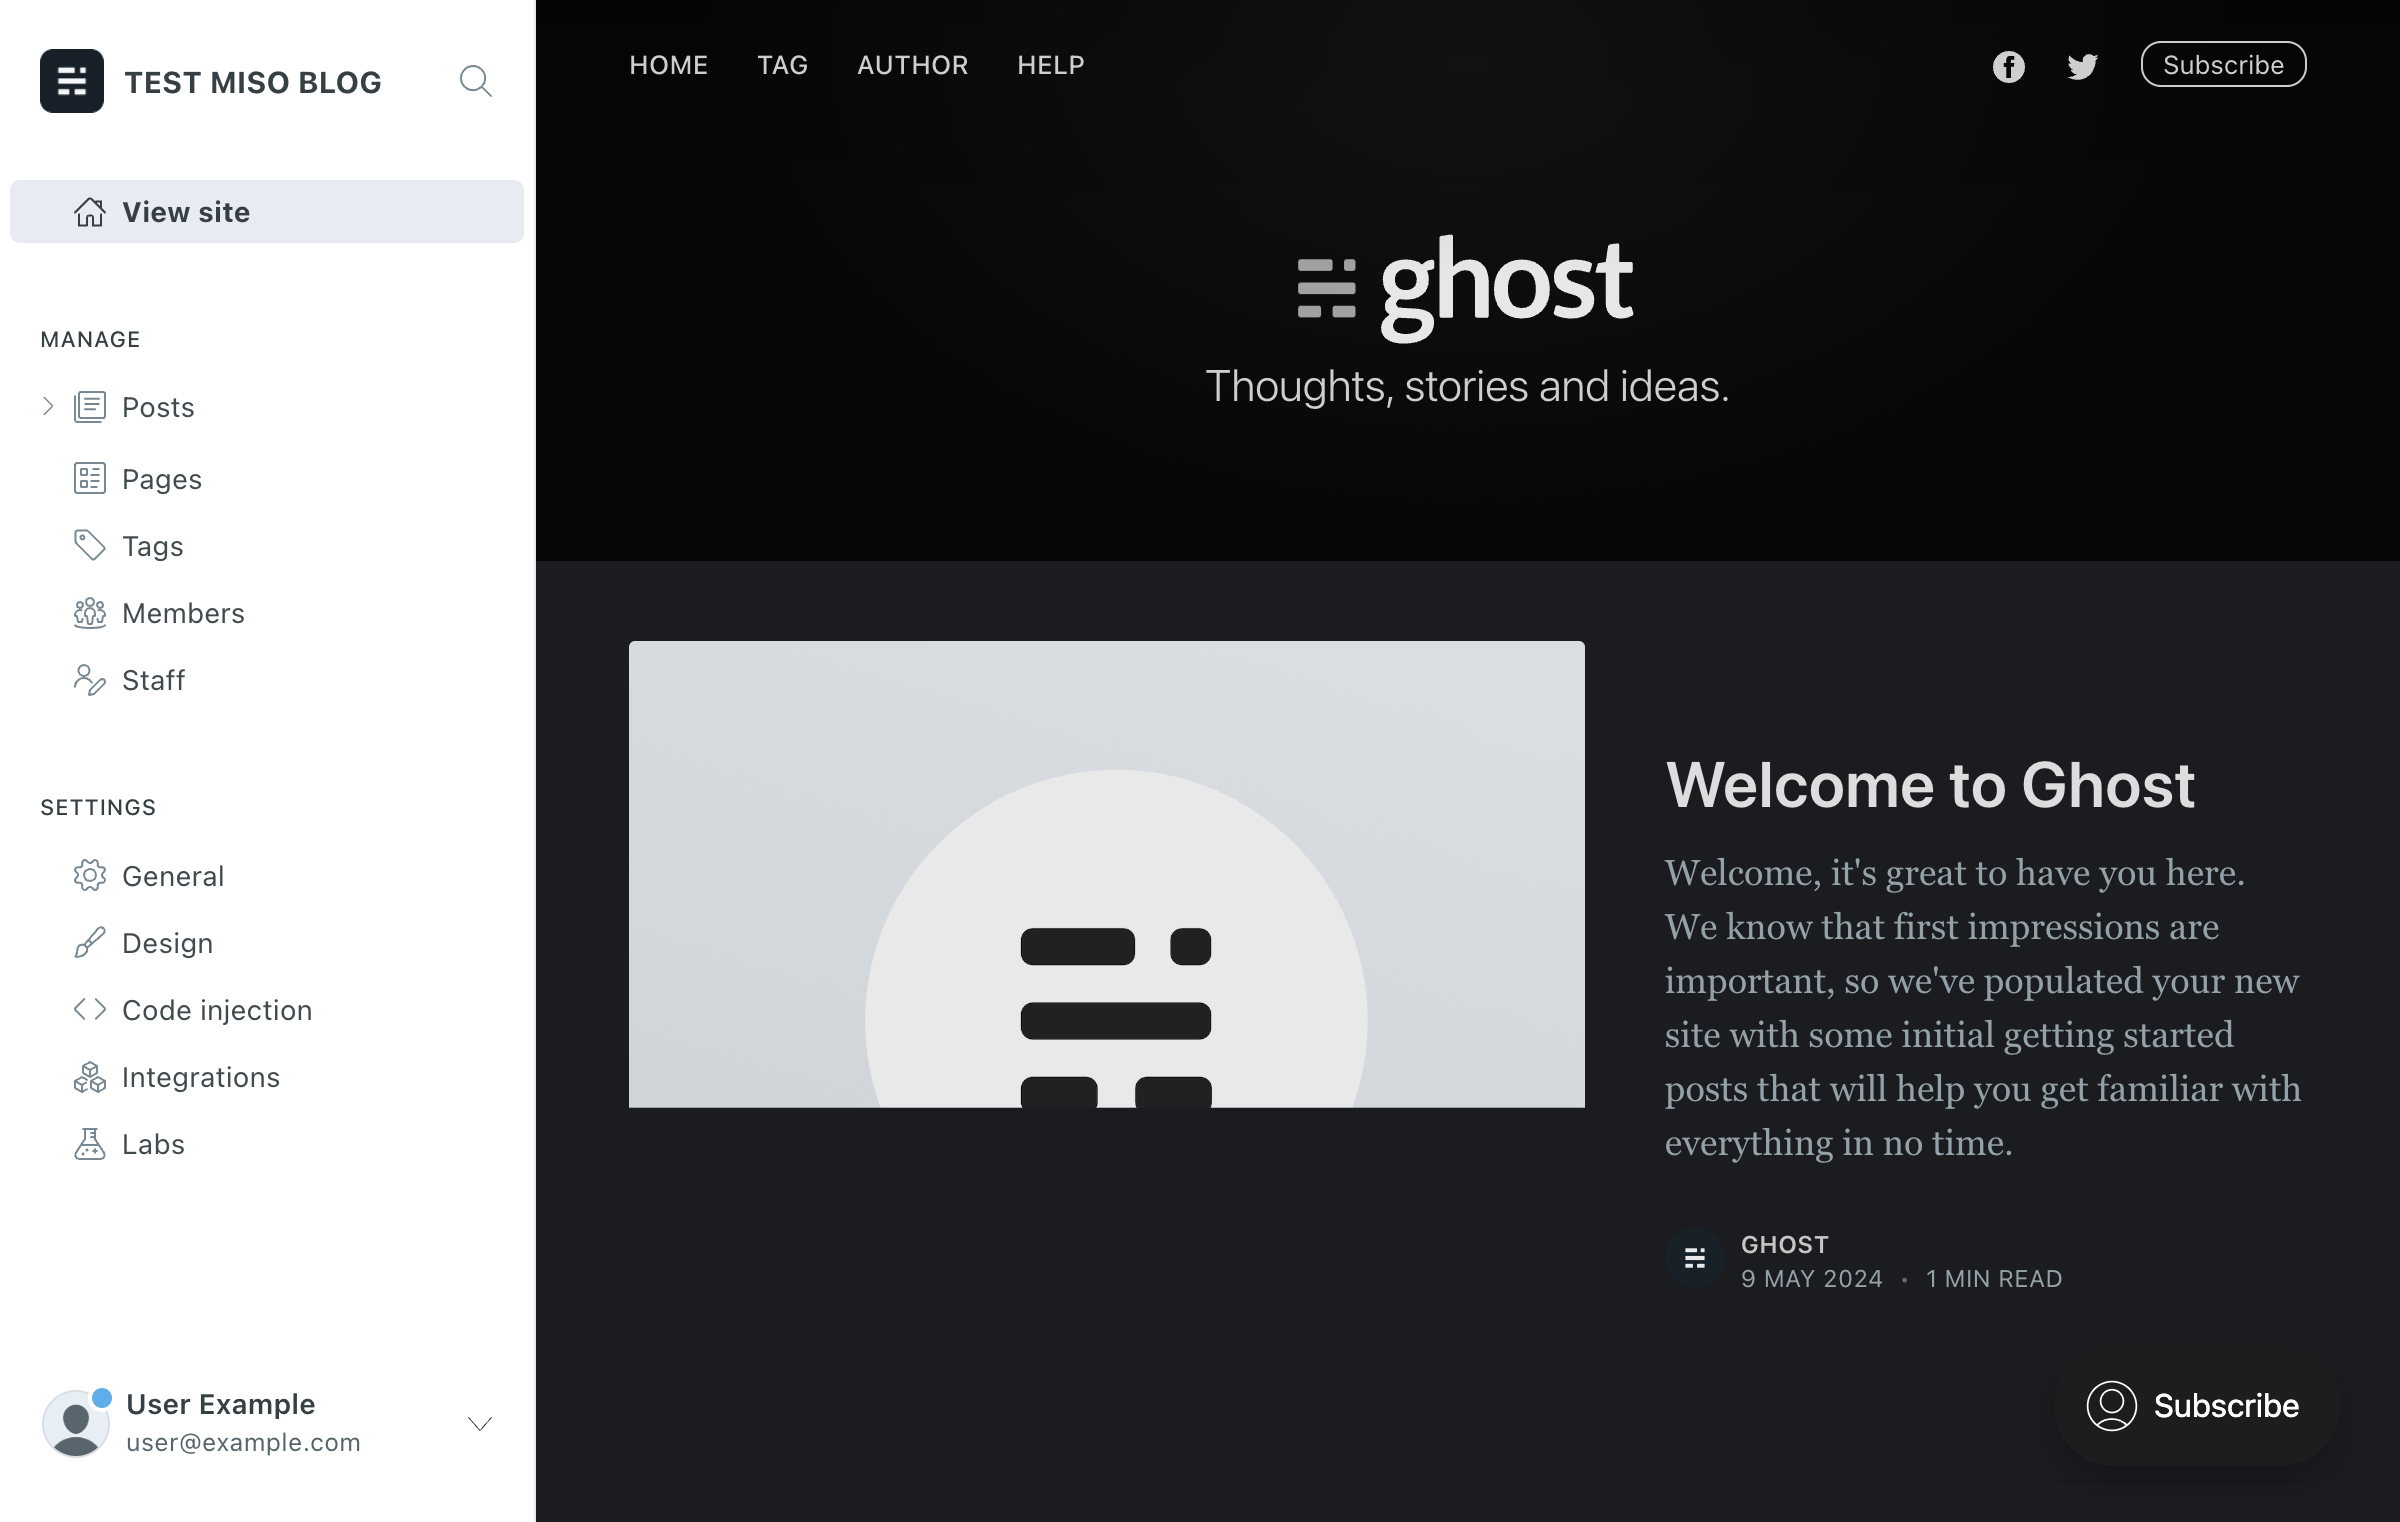 TEST MISO BLOG
View site
MANAGE
Posts
Pages
Tags
Members
Staff
SETTINGS
General
Design
Code injection
Integrations
Labs
User Example
user@example.com
HOME TAG AUTHOR HELP
Subscribe
ghost
Thoughts, stories and ideas.
Welcome to Ghost
Welcome, it's great to have you here.
We know that first impressions are
important, so we've populated your new
site with some initial getting started
posts that will help you get familiar with
everything in no time.
GHOST
9 MAY 2024 • 1 MIN READ
Subscribe